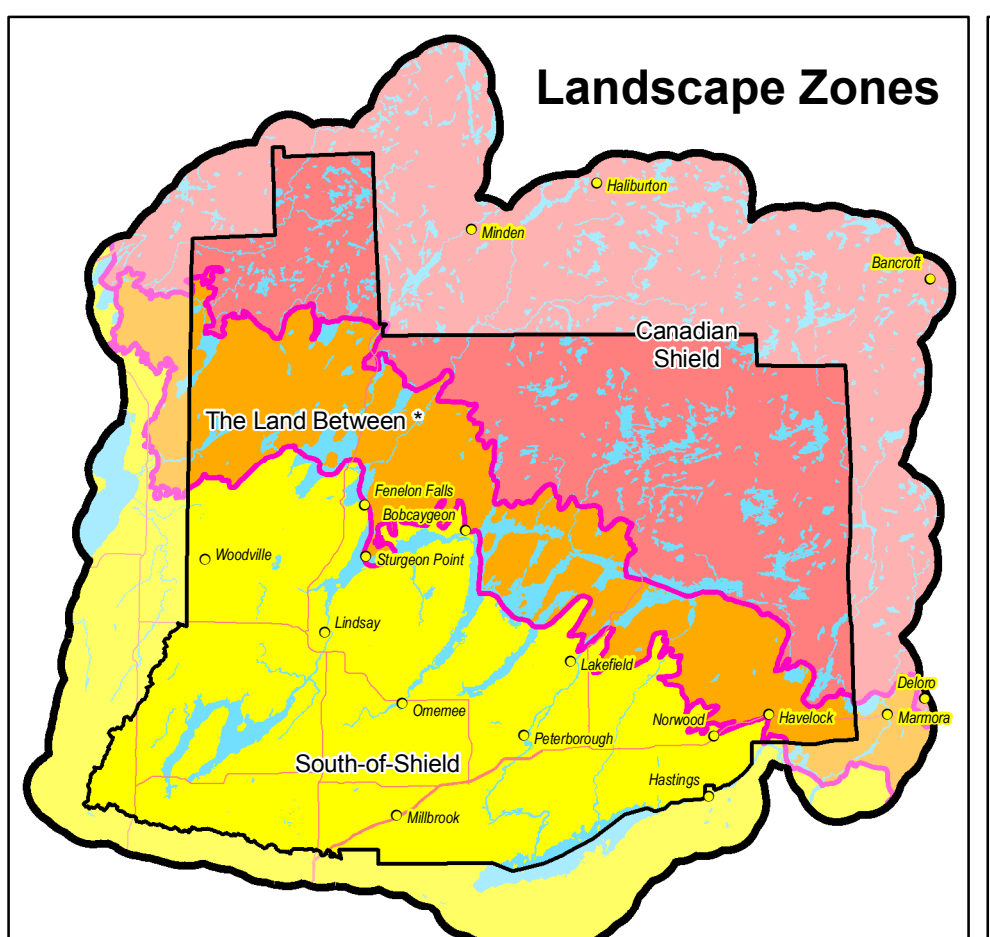 Landscape Zones
Haliburton
Minden
Bancroft
Canadian
Shield
The Land Between *
Fenelon Falls
Bobcaygeon
Woodville
Sturgeon Point
Lindsay
Lakefield
Deloro
Omemee
Norwood
Havelock
Marmora
Peterborough
South-of-Shield
Hastings
Millbrook